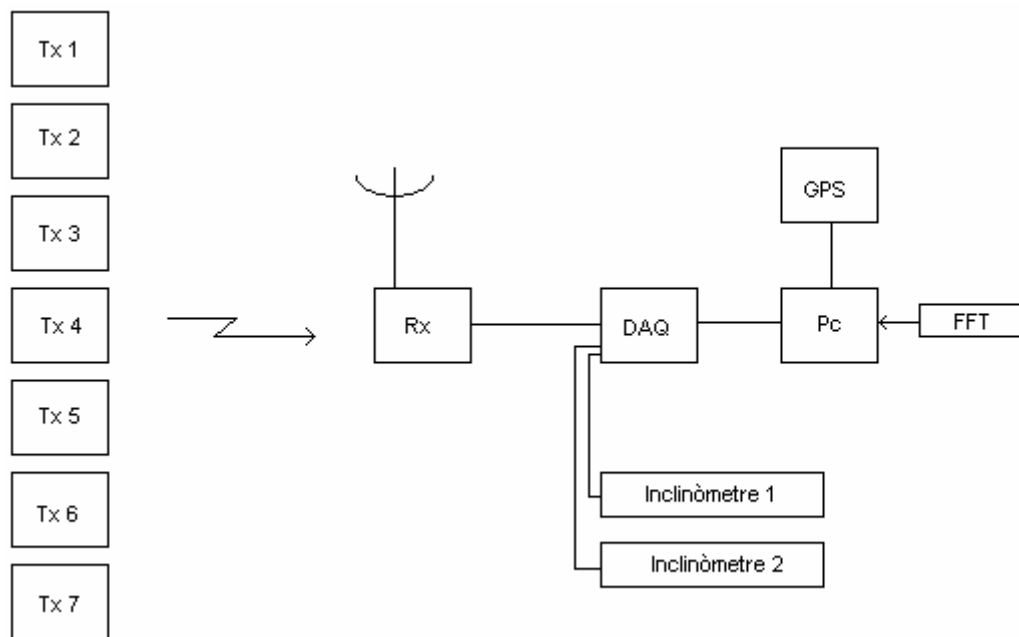 Tx 1
Tx 2
Tx 3
Tx 4
Tx 5
Tx 6
Tx 7
Rx
DAQ
GPS
Pc
FFT
Inclinòmetre 1
Inclinòmetre 2